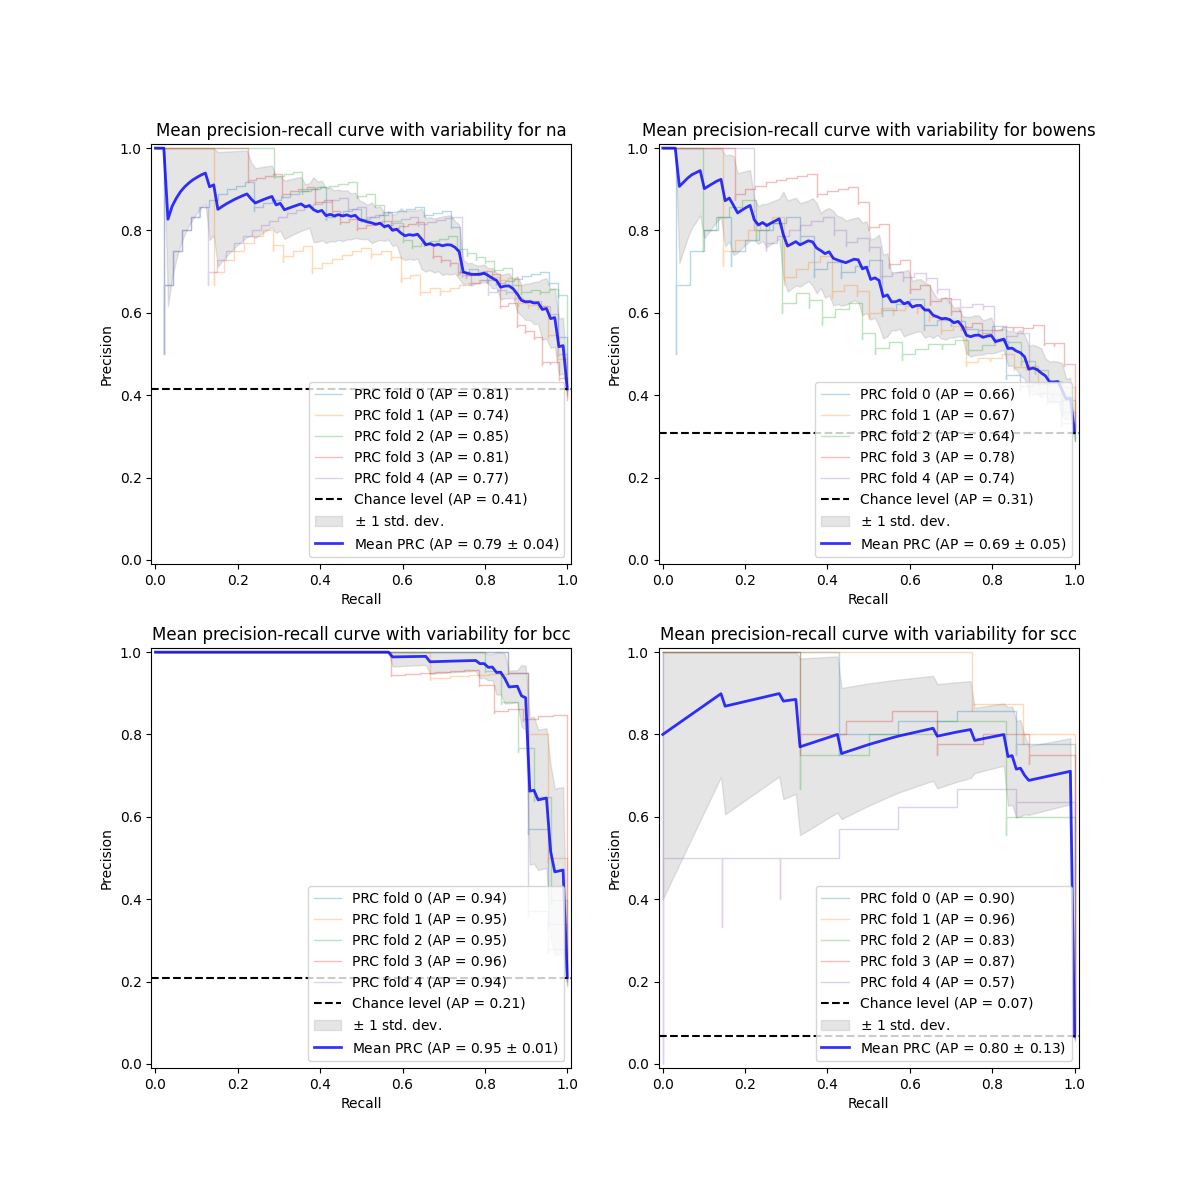 Mean precision-recall curve with variability for na
1.0
0.8
0.6
0.4
0.2
0.0
Precision
PRC fold 0 (AP = 0.81)
PRC fold 1 (AP = 0.74)
PRC fold 2 (AP = 0.85)
PRC fold 3 (AP = 0.81)
PRC fold 4 (AP = 0.77)
Chance level (AP = 0.41)
± 1 std. dev.
Mean PRC (AP = 0.79 ± 0.04)
0.0 0.2 0.4 0.6 0.8 1.0
Recall
Mean precision-recall curve with variability for bowens
1.0
0.8
0.6
0.4
0.2
0.0
Precision
PRC fold 0 (AP = 0.66)
PRC fold 1 (AP = 0.67)
PRC fold 2 (AP = 0.64)
PRC fold 3 (AP = 0.78)
PRC fold 4 (AP = 0.74)
Chance level (AP = 0.31)
± 1 std. dev.
Mean PRC (AP = 0.69 ± 0.05)
0.0 0.2 0.4 0.6 0.8 1.0
Recall
Mean precision-recall curve with variability for bcc
1.0
0.8
0.6
0.4
0.2
0.0
Precision
PRC fold 0 (AP = 0.94)
PRC fold 1 (AP = 0.95)
PRC fold 2 (AP = 0.95)
PRC fold 3 (AP = 0.96)
PRC fold 4 (AP = 0.94)
Chance level (AP = 0.21)
± 1 std. dev.
Mean PRC (AP = 0.95 ± 0.01)
0.0 0.2 0.4 0.6 0.8 1.0
Recall
Mean precision-recall curve with variability for scc
1.0
0.8
0.6
0.4
0.2
0.0
Precision
PRC fold 0 (AP = 0.90)
PRC fold 1 (AP = 0.96)
PRC fold 2 (AP = 0.83)
PRC fold 3 (AP = 0.87)
PRC fold 4 (AP = 0.57)
Chance level (AP = 0.07)
± 1 std. dev.
Mean PRC (AP = 0.80 ± 0.13)
0.0 0.2 0.4 0.6 0.8 1.0
Recall